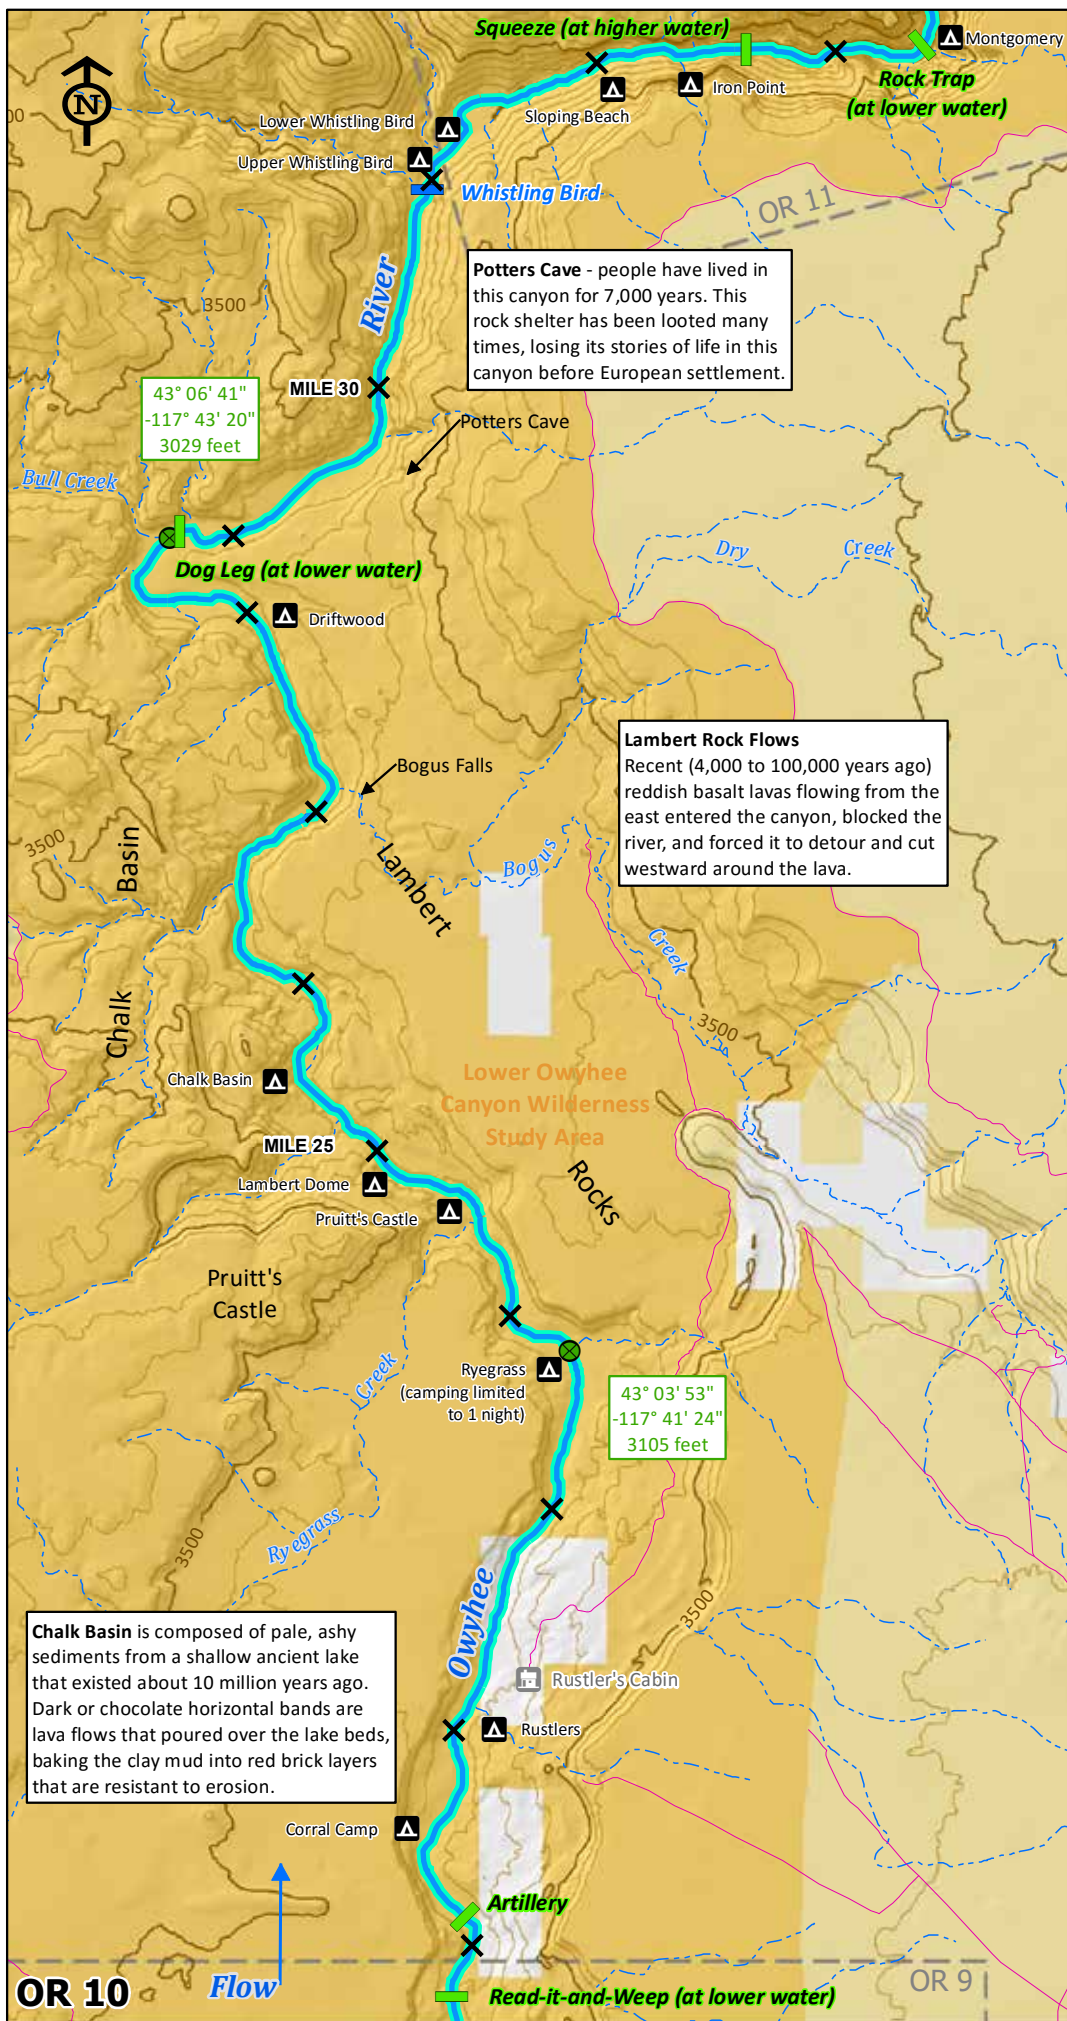 Squeeze (at higher water)
Montgomery
N
Rock Trap
(at lower water)
Iron Point
Sloping Beach
00
Lower Whistling Bird
Upper Whistling Bird
Whistling Bird
OR 11
River
Potters Cave - people have lived in
this canyon for 7,000 years. This
rock shelter has been looted many
times, losing its stories of life in this
canyon before European settlement.
3500
MILE 30
43° 06' 41"
-117° 43' 20"
3029 feet
Potters Cave
Bull Creek
Dry Creek
Dog Leg (at lower water)
Driftwood
Lambert Rock Flows
Recent (4,000 to 100,000 years ago)
reddish basalt lavas flowing from the
east entered the canyon, blocked the
river, and forced it to detour and cut
westward around the lava.
Bogus Falls
3500
Chalk Basin
Lambert Rocks
Bogus Creek
3500
Lower Owyhee
Canyon Wilderness
Study Area
Chalk Basin
MILE 25
Lambert Dome
Pruitt's Castle
Pruitt's
Castle
Ryegrass
(camping limited
to 1 night)
43° 03' 53"
-117° 41' 24"
3105 feet
Ryegrass Creek
3500
3500
Owyhee
Chalk Basin is composed of pale, ashy
sediments from a shallow ancient lake
that existed about 10 million years ago.
Dark or chocolate horizontal bands are
lava flows that poured over the lake beds,
baking the clay mud into red brick layers
that are resistant to erosion.
Rustler's Cabin
Rustlers
Corral Camp
Artillery
OR 10
Flow
OR 9
Read-it-and-Weep (at lower water)